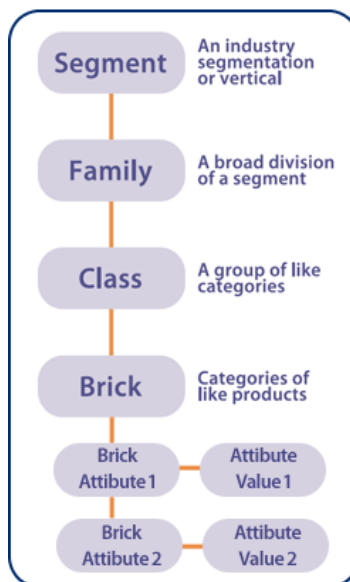 Segment
An industry
segmentation
or vertical
Family
A broad division
of a segment
Class
A group of like
categories
Brick
Categories of
like products
Brick
Attibute 1
Attibute
Value 1
Brick
Attibute 2
Attibute
Value 2